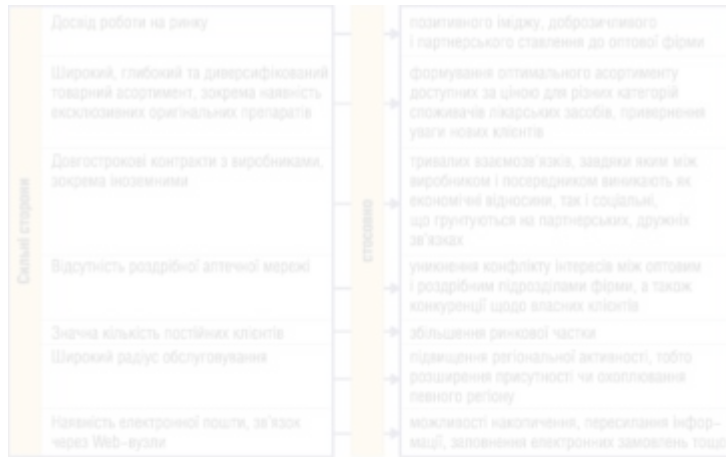 Сильні сторони
Досвід роботи на ринку
Широкий, глибокий та диверсифікований
товарний асортимент, зокрема наявність
ексклюзивних оригінальних препаратів
Довгострокові контракти з виробниками,
зокрема іноземними
Відсутність роздрібної аптечної мережі
Значна кількість постійних клієнтів
Широкий радіус обслуговування
Наявність електронної пошти, зв'язок
через Web-вузли
стосовно
позитивного іміджу, доброзичливого
і партнерського ставлення до оптової фірми
формування оптимального асортименту
доступних за ціною для різних категорій
споживачів лікарських засобів, привернення
уваги нових клієнтів
тривалих взаємозв'язків, завдяки яким між
виробником і посередником виникають як
економічні відносини, так і соціальні,
що ґрунтуються на партнерських, дружніх
зв'язках
уникнення конфлікту інтересів між оптовим
і роздрібним підрозділами фірми, а також
конкуренції щодо власних клієнтів
збільшення ринкової частки
підвищення регіональної активності, тобто
розширення присутності чи охоплювання
певного регіону
можливості накопичення, пересилання інфор-
мації, заповнення електронних замовлень тощо